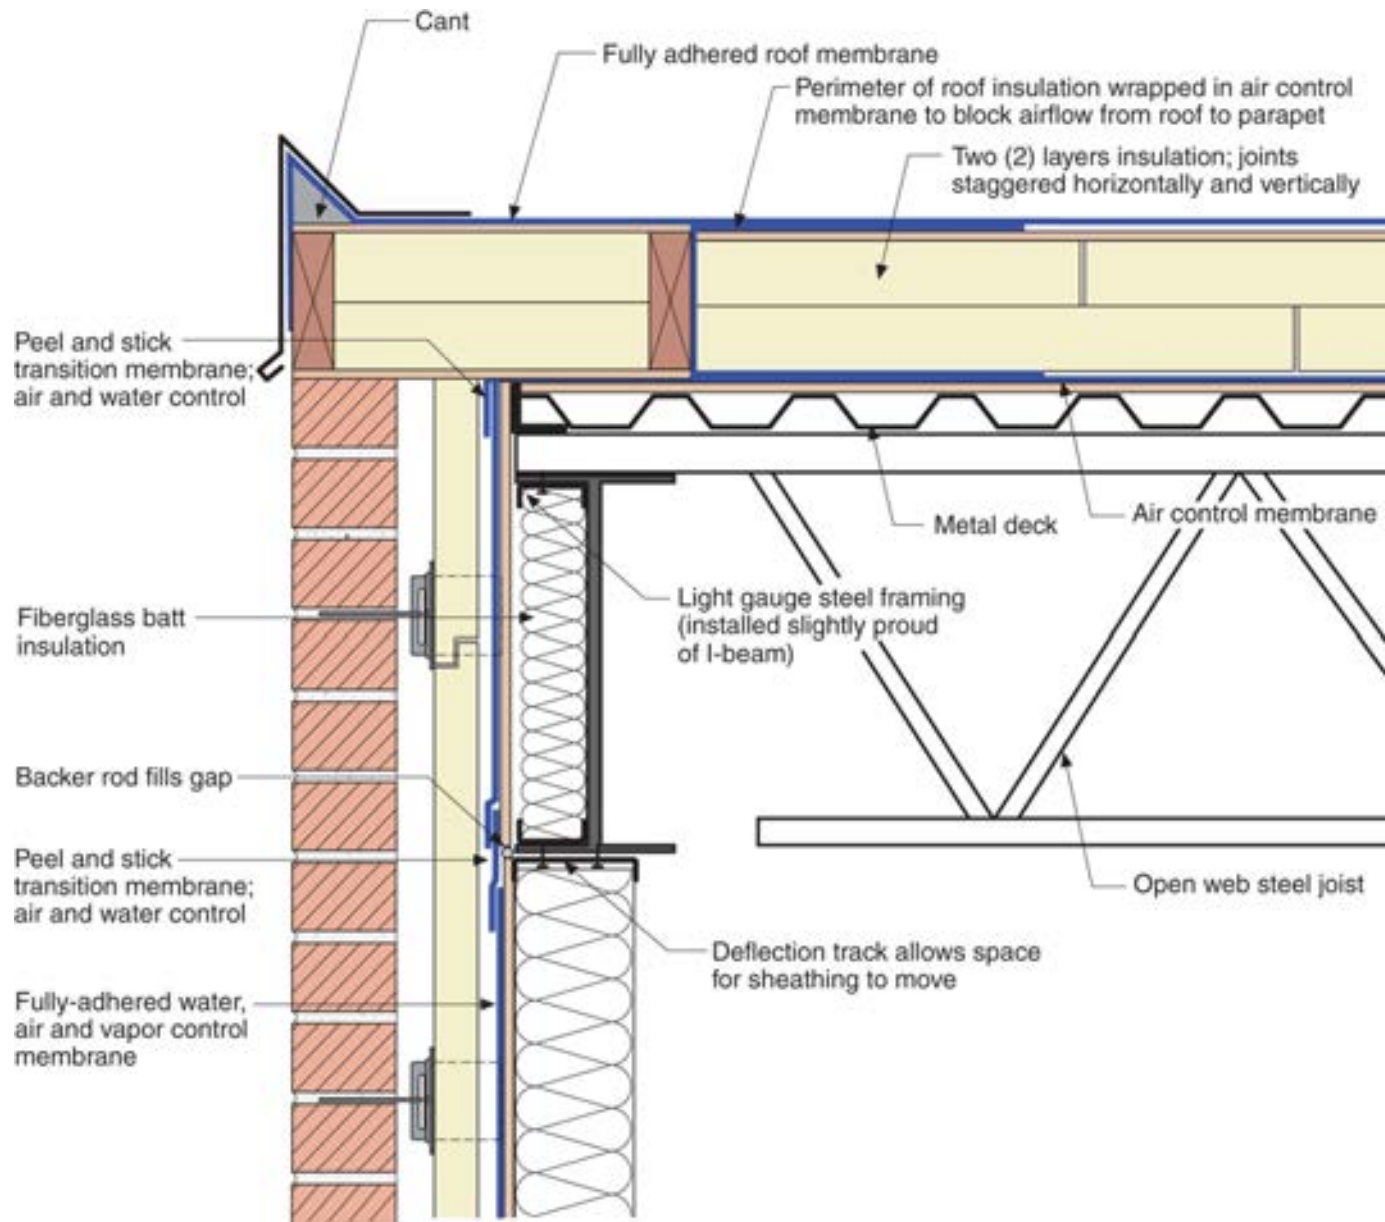 Cant
Fully adhered roof membrane
Perimeter of roof insulation wrapped in air control
membrane to block airflow from roof to parapet
Two (2) layers insulation; joints
staggered horizontally and vertically
Peel and stick
transition membrane;
air and water control
Metal deck
Air control membrane
Light gauge steel framing
(installed slightly proud
of I-beam)
Fiberglass batt
insulation
Backer rod fills gap
Peel and stick
transition membrane;
air and water control
Open web steel joist
Deflection track allows space
for sheathing to move
Fully-adhered water,
air and vapor control
membrane